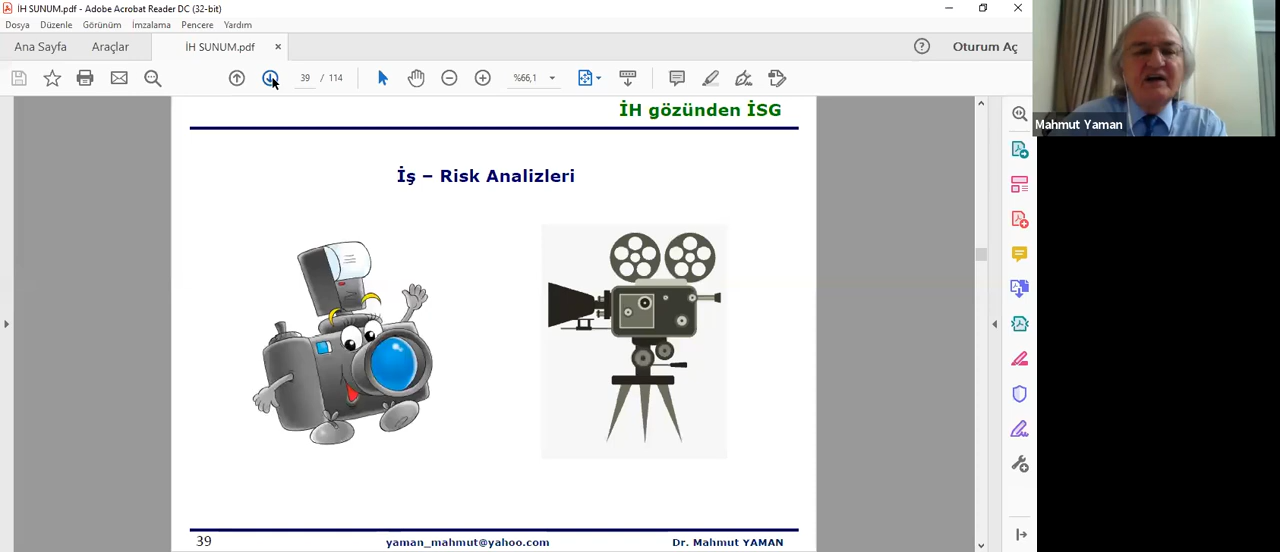 İH SUNUM.pdf - Adobe Acrobat Reader DC (32-bit)
Dosya Düzenle Görünüm İmzalama Pencere Yardım
Ana Sayfa Araçlar İH SUNUM.pdf × Oturum Aç
39 / 114 %66,1
Mahmut Yaman
İH gözünden İSG
İş – Risk Analizleri
39 yaman_mahmut@yahoo.com Dr. Mahmut YAMAN